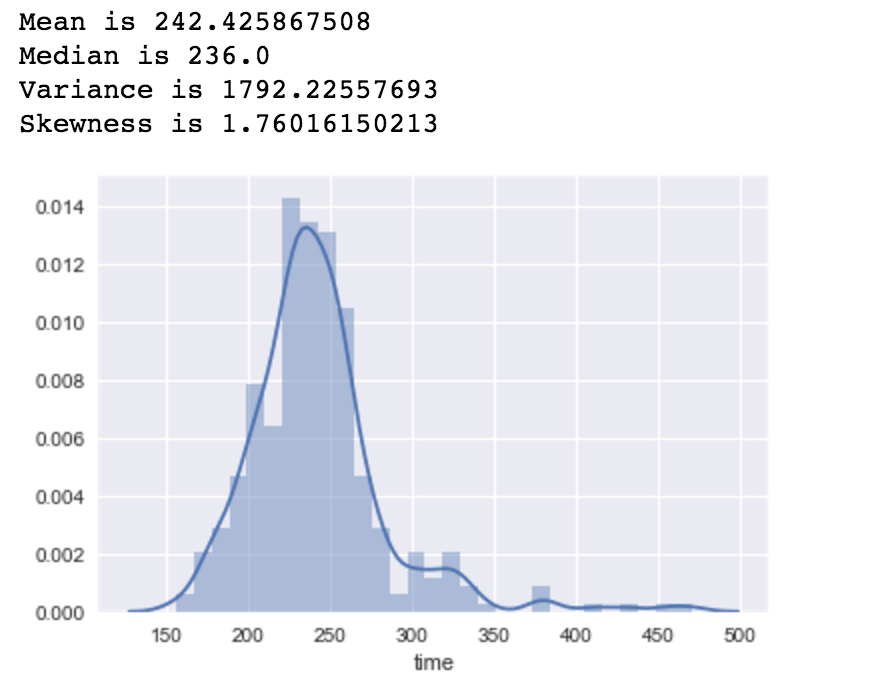 Mean is 242.425867508
Median is 236.0
Variance is 1792.22557693
Skewness is 1.76016150213
0.014
0.012
0.010
0.008
0.006
0.004
0.002
0.000
150 200 250 300 350 400 450 500
time